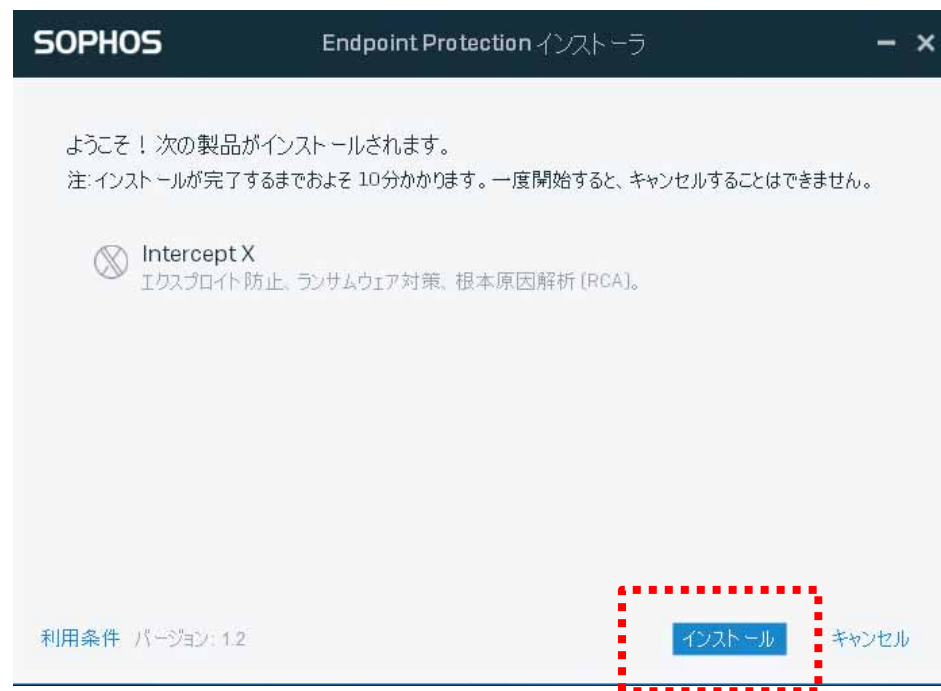 SOPHOS
Endpoint Protection インストーラ
ようこそ！次の製品がインストールされます。
注:インストールが完了するまでおよそ 10分かかります。一度開始すると、キャンセルすることはできません。
Intercept X
エクスプロイト防止、ランサムウェア対策、根本原因解析 (RCA)。
利用条件 バージョン: 1.2
インストール
キャンセル